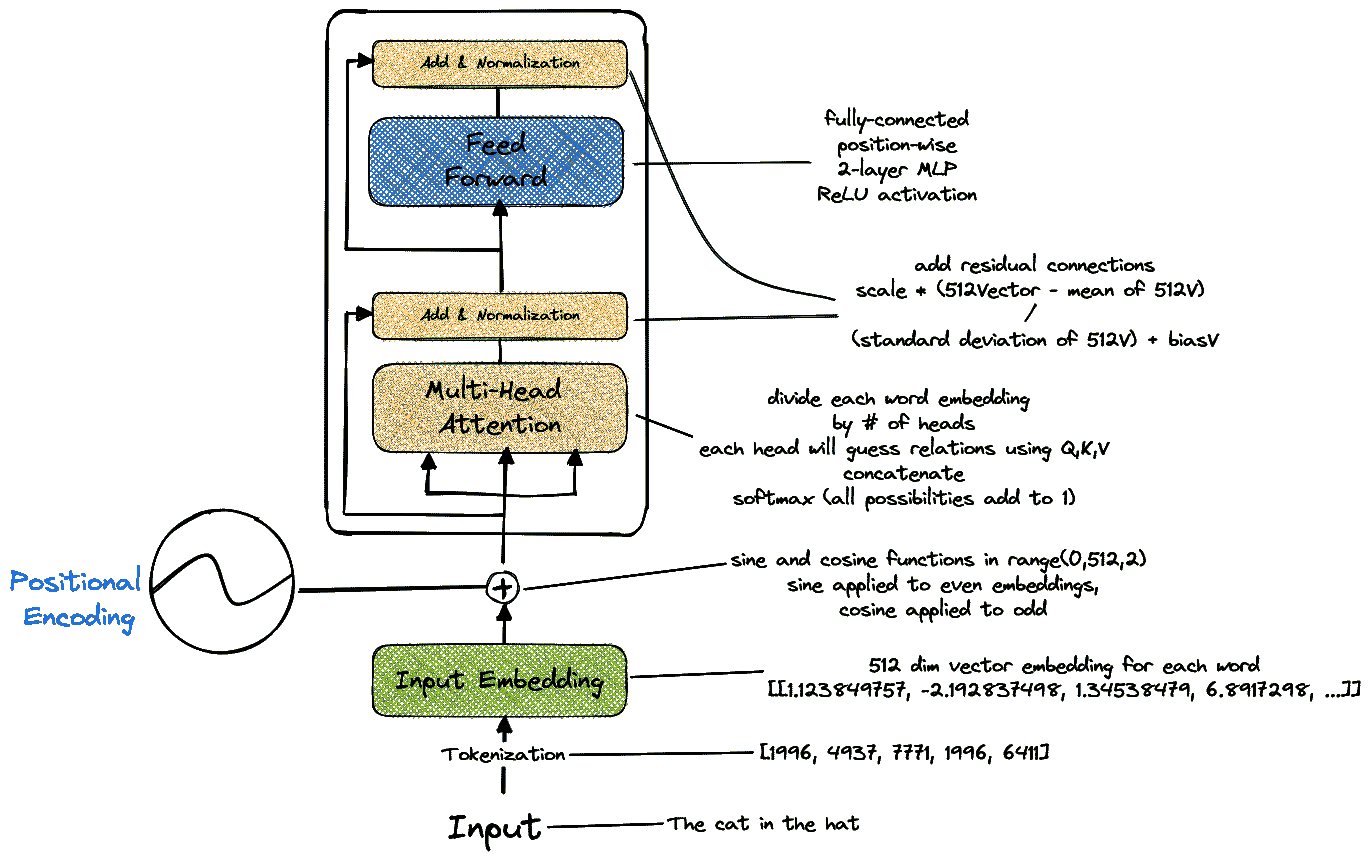 Add & Normalization
Feed
Forward
fully-connected
position-wise
2-layer MLP
ReLU activation
add residual connections
scale * (512Vector - mean of 512V)
/
(standard deviation of 512V) + biasV
Add & Normalization
Multi-Head
Attention
divide each word embedding
by # of heads
each head will guess relations using Q,K,V
concatenate
softmax (all possibilities add to 1)
Positional
Encoding
+
sine and cosine functions in range(0,512,2)
sine applied to even embeddings,
cosine applied to odd
Input Embedding
512 dim vector embedding for each word
[[1.123849757, -2.192837498, 1.34538479, 6.8917298, ...]]
Tokenization
[1996, 4937, 7771, 1996, 6411]
Input
The cat in the hat